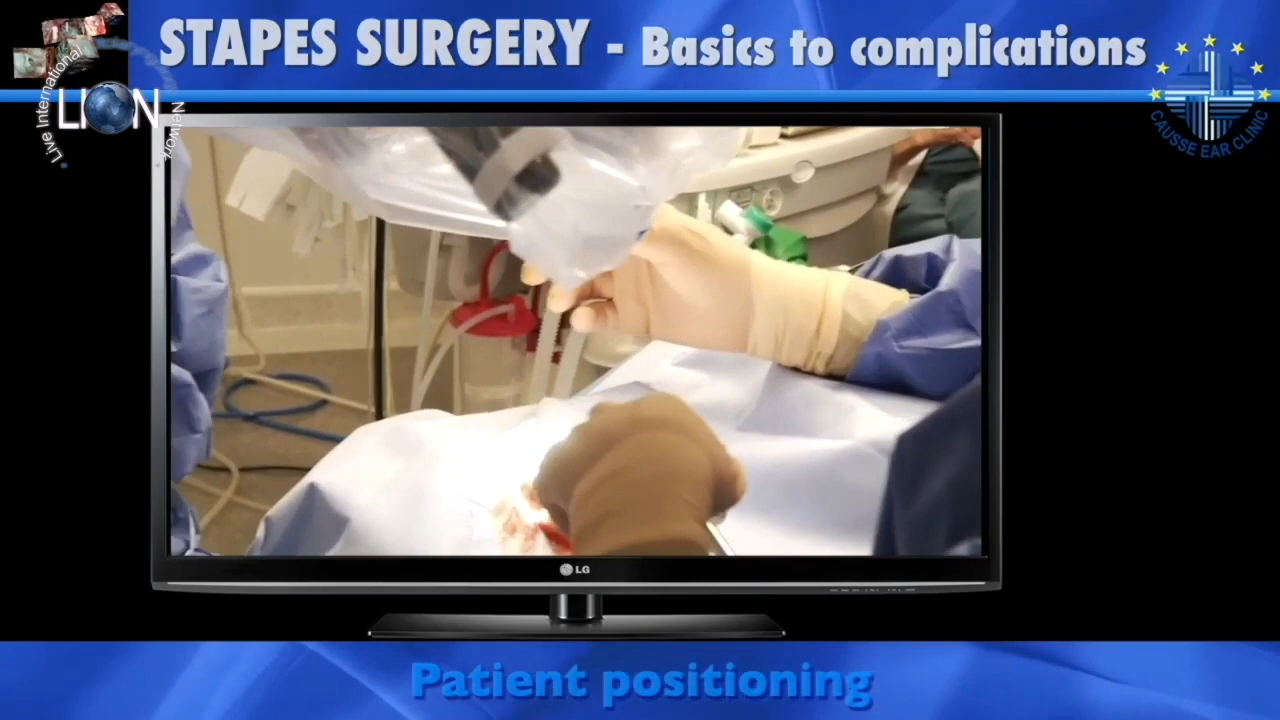 STAPES SURGERY - Basics to complications
Live International
LION
Network
CAUSSE EAR CLINIC
LG
Patient positioning